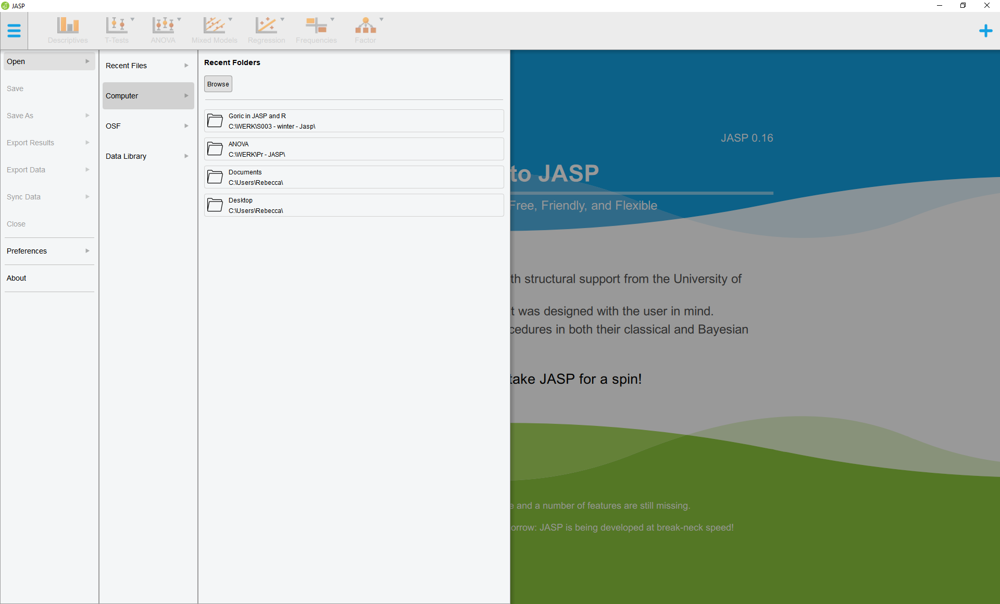 JASP
Descriptives
T-Tests
ANOVA
Mixed Models
Regression
Frequencies
Factor
Open
Save
Save As
Export Results
Export Data
Sync Data
Close
Preferences
About
Recent Files
Computer
OSF
Data Library
Recent Folders
Browse
Goric in JASP and R
C:\WERK\S003 - winter - Jasp\
ANOVA
C:\WERK\Pr - JASP\
Documents
C:\Users\Rebecca\
Desktop
C:\Users\Rebecca\
JASP 0.16
to JASP
Free, Friendly, and Flexible
th structural support from the University of
t was designed with the user in mind.
cedures in both their classical and Bayesian
take JASP for a spin!
e and a number of features are still missing.
orrow: JASP is being developed at break-neck speed!